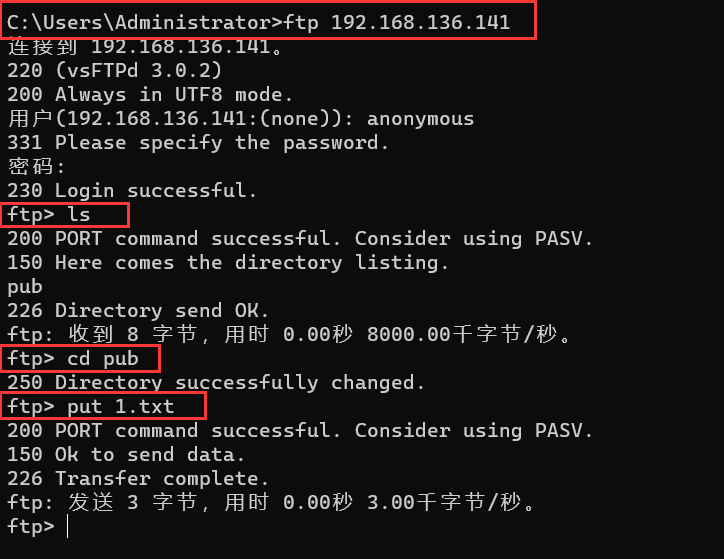 C:\Users\Administrator>ftp 192.168.136.141
连接到 192.168.136.141。
220 (vsFTPd 3.0.2)
200 Always in UTF8 mode.
用户(192.168.136.141:(none)): anonymous
331 Please specify the password.
密码:
230 Login successful.
ftp> ls
200 PORT command successful. Consider using PASV.
150 Here comes the directory listing.
pub
226 Directory send OK.
ftp: 收到 8 字节，用时 0.00秒 8000.00千字节/秒。
ftp> cd pub
250 Directory successfully changed.
ftp> put 1.txt
200 PORT command successful. Consider using PASV.
150 Ok to send data.
226 Transfer complete.
ftp: 发送 3 字节，用时 0.00秒 3.00千字节/秒。
ftp>